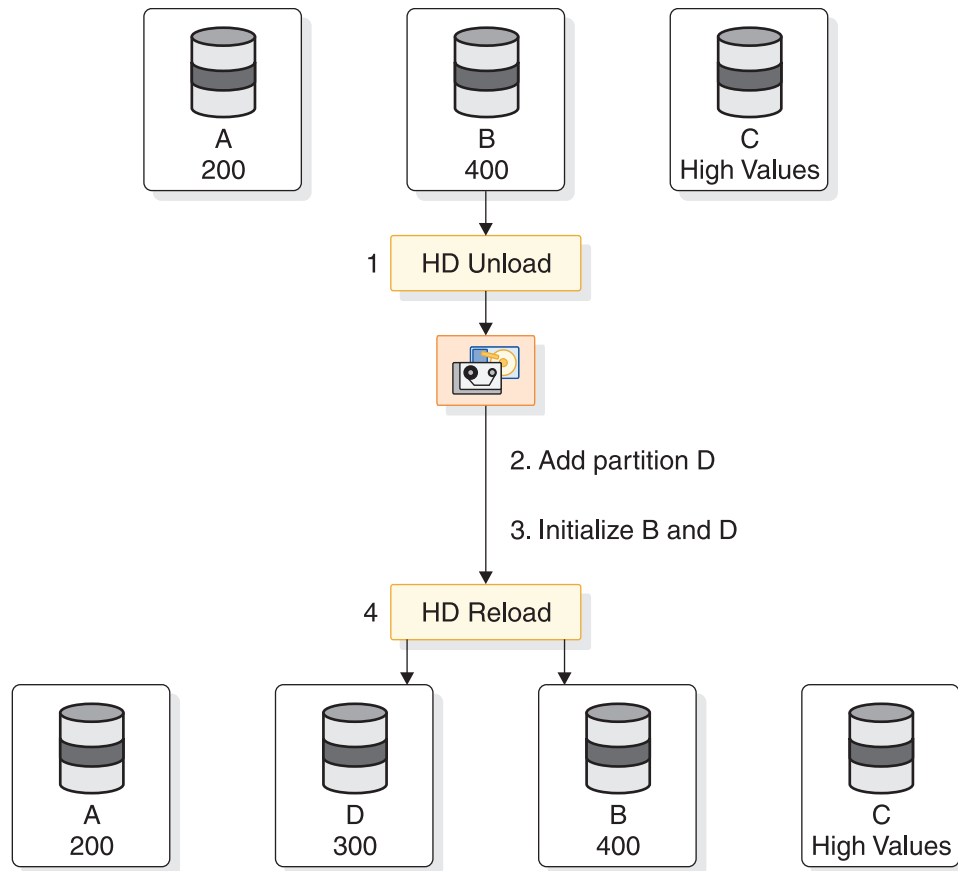 A
200
B
400
C
High Values
1
HD Unload
2. Add partition D
3. Initialize B and D
4
HD Reload
A
200
D
300
B
400
C
High Values